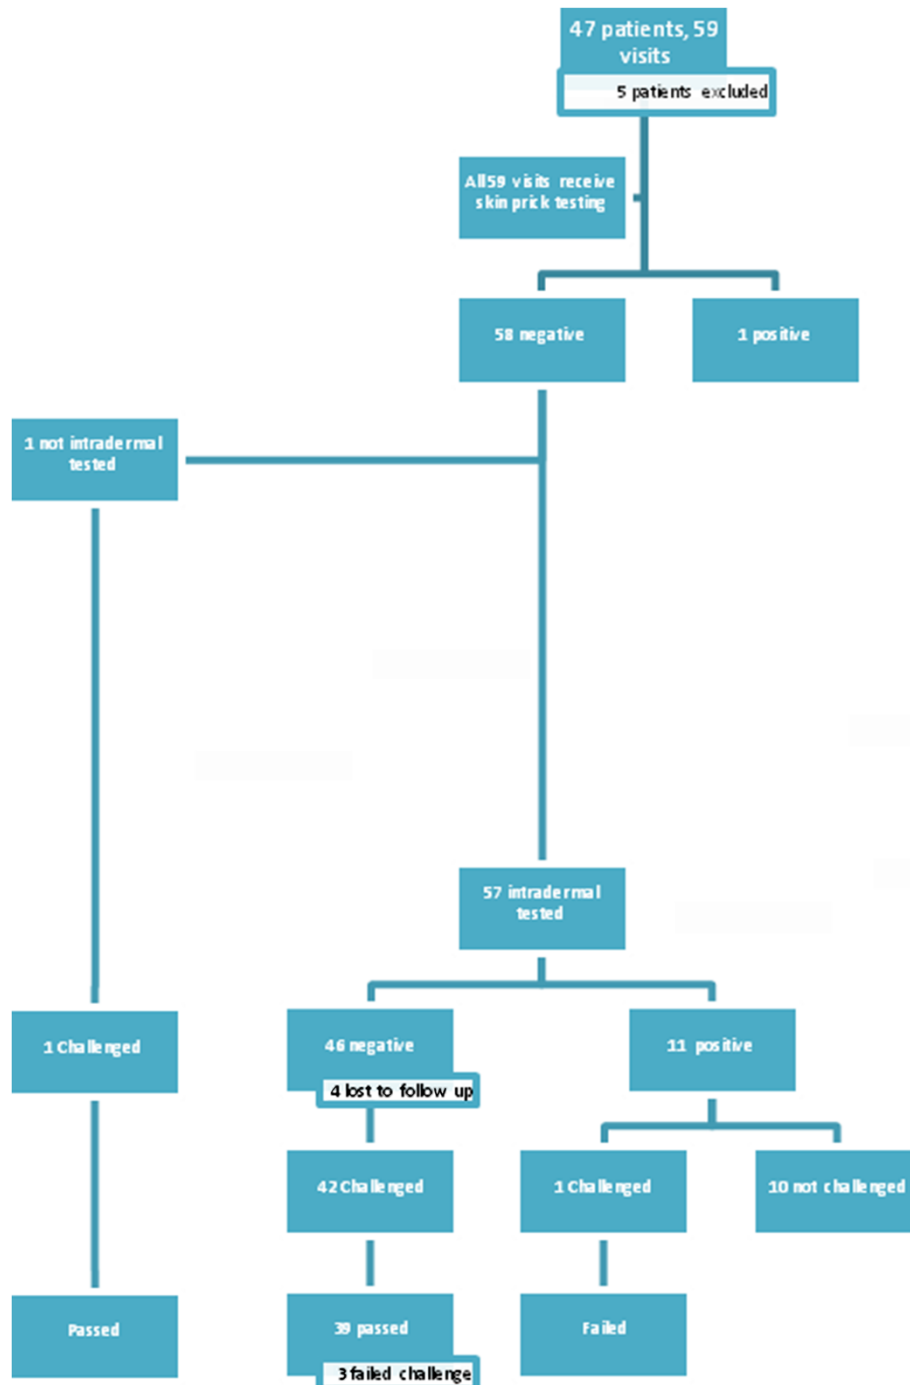 47 patients, 59
visits
5 patients excluded
All 59 visits receive
skin prick testing
58 negative
1 positive
1 not intradermal
tested
57 intradermal
tested
1 Challenged
46 negative
11 positive
4 lost to follow up
42 Challenged
1 Challenged
10 not challenged
Passed
39 passed
Failed
3 failed challenge